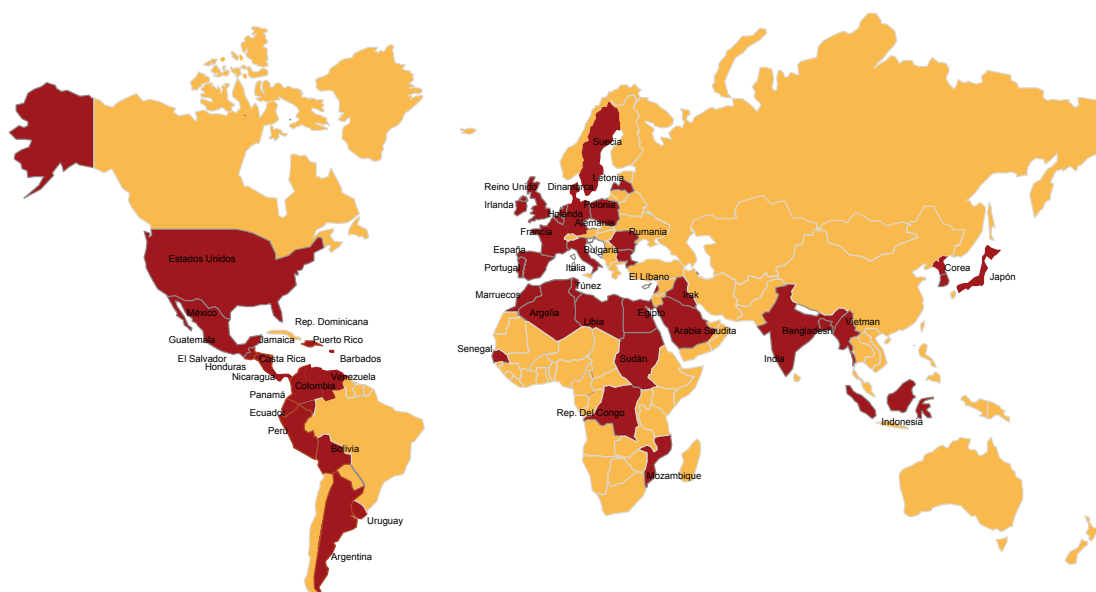 Suecia
Letonia
Reino Unido
Dinamarca
Irlanda
Polonia
Holanda
Alemania
Francia
Rumania
España
Bulgaria
Estados Unidos
Portugal
Italia
El Líbano
Corea
Japón
Túnez
Marruecos
Irak
México
Argelia
Libia
Egipto
Rep. Dominicana
Arabia Saudita
Bangladesh
Vietman
Guatemala
Jamaica
Puerto Rico
Senegal
El Salvador
Costa Rica
Barbados
Sudán
India
Honduras
Nicaragua
Venezuela
Colombia
Panamá
Ecuador
Rep. Del Congo
Indonesia
Perú
Bolivia
Mozambique
Uruguay
Argentina